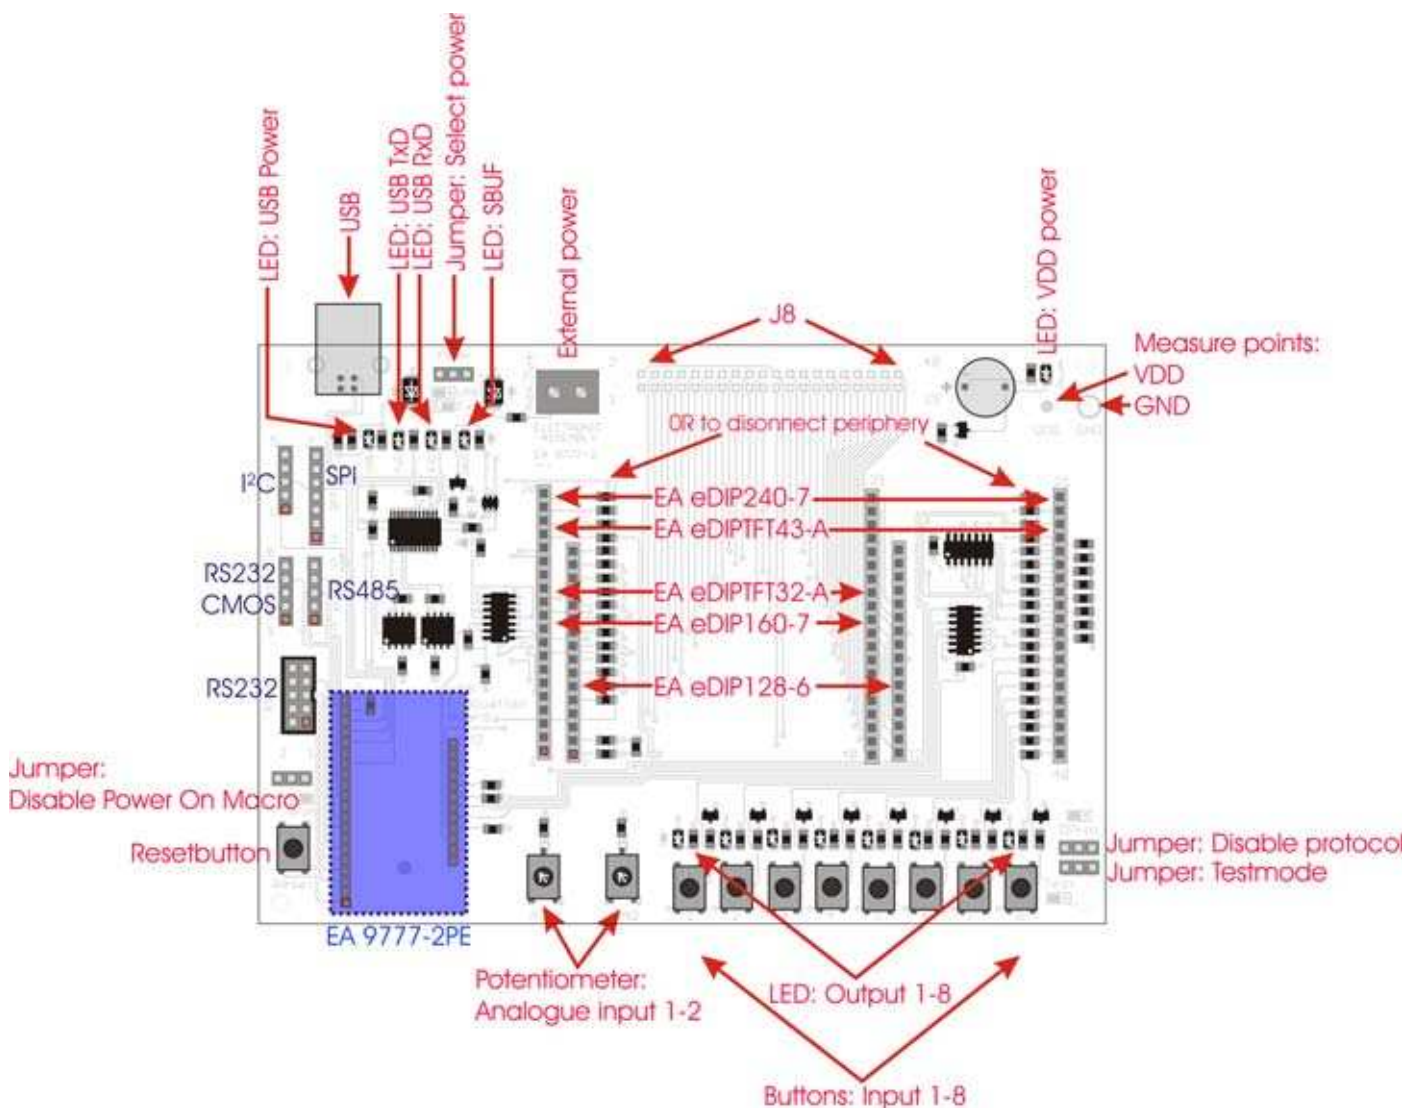 LED: USB Power
USB
LED: USB TxD
LED: USB RxD
Jumper: Select power
LED: SBUF
External power
J8
LED: VDD power
Measure points:
VDD
GND
0R to disonnect periphery
I²C
SPI
EA eDIP240-7
EA eDIPTFT43-A
RS232
CMOS
RS485
EA eDIPTFT32-A
EA eDIP160-7
RS232
EA eDIP128-6
Jumper:
Disable Power On Macro
Resetbutton
Jumper: Disable protocol
Jumper: Testmode
EA 9777-2PE
Potentiometer:
Analogue input 1-2
LED: Output 1-8
Buttons: Input 1-8